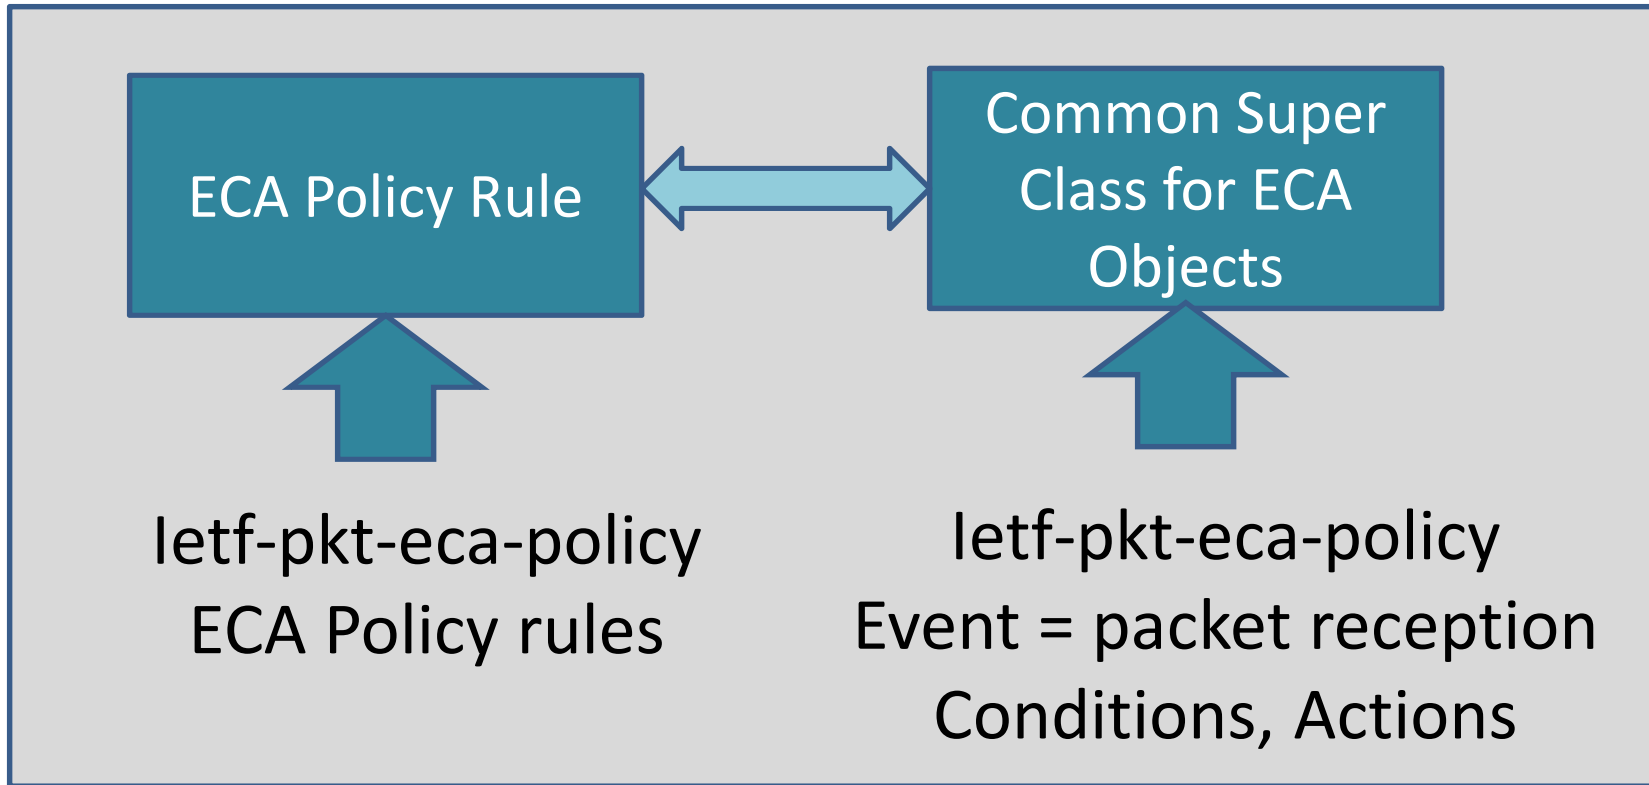 ECA Policy Rule
Common Super
Class for ECA
Objects
Ietf-pkt-eca-policy
ECA Policy rules
Ietf-pkt-eca-policy
Event = packet reception
Conditions, Actions